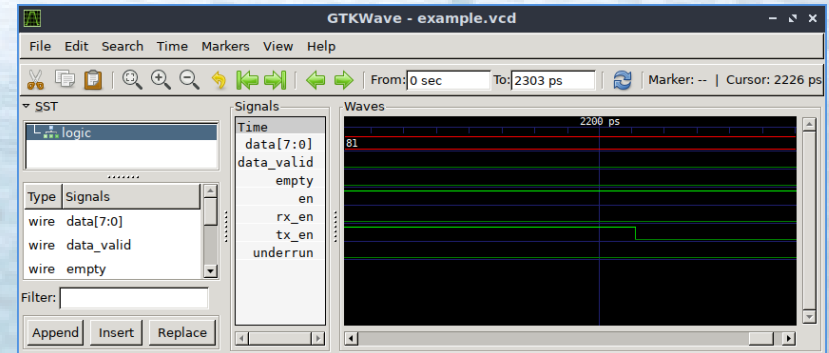 GTKWave - example.vcd
File Edit Search Time Markers View Help
From: 0 sec To: 2303 ps Marker: -- | Cursor: 2226 ps
SST
logic
Type Signals
wire data[7:0]
wire data_valid
wire empty
Filter:
Append Insert Replace
Signals
Time
data[7:0]
data_valid
empty
en
rx_en
tx_en
underrun
Waves
2200 ps
81